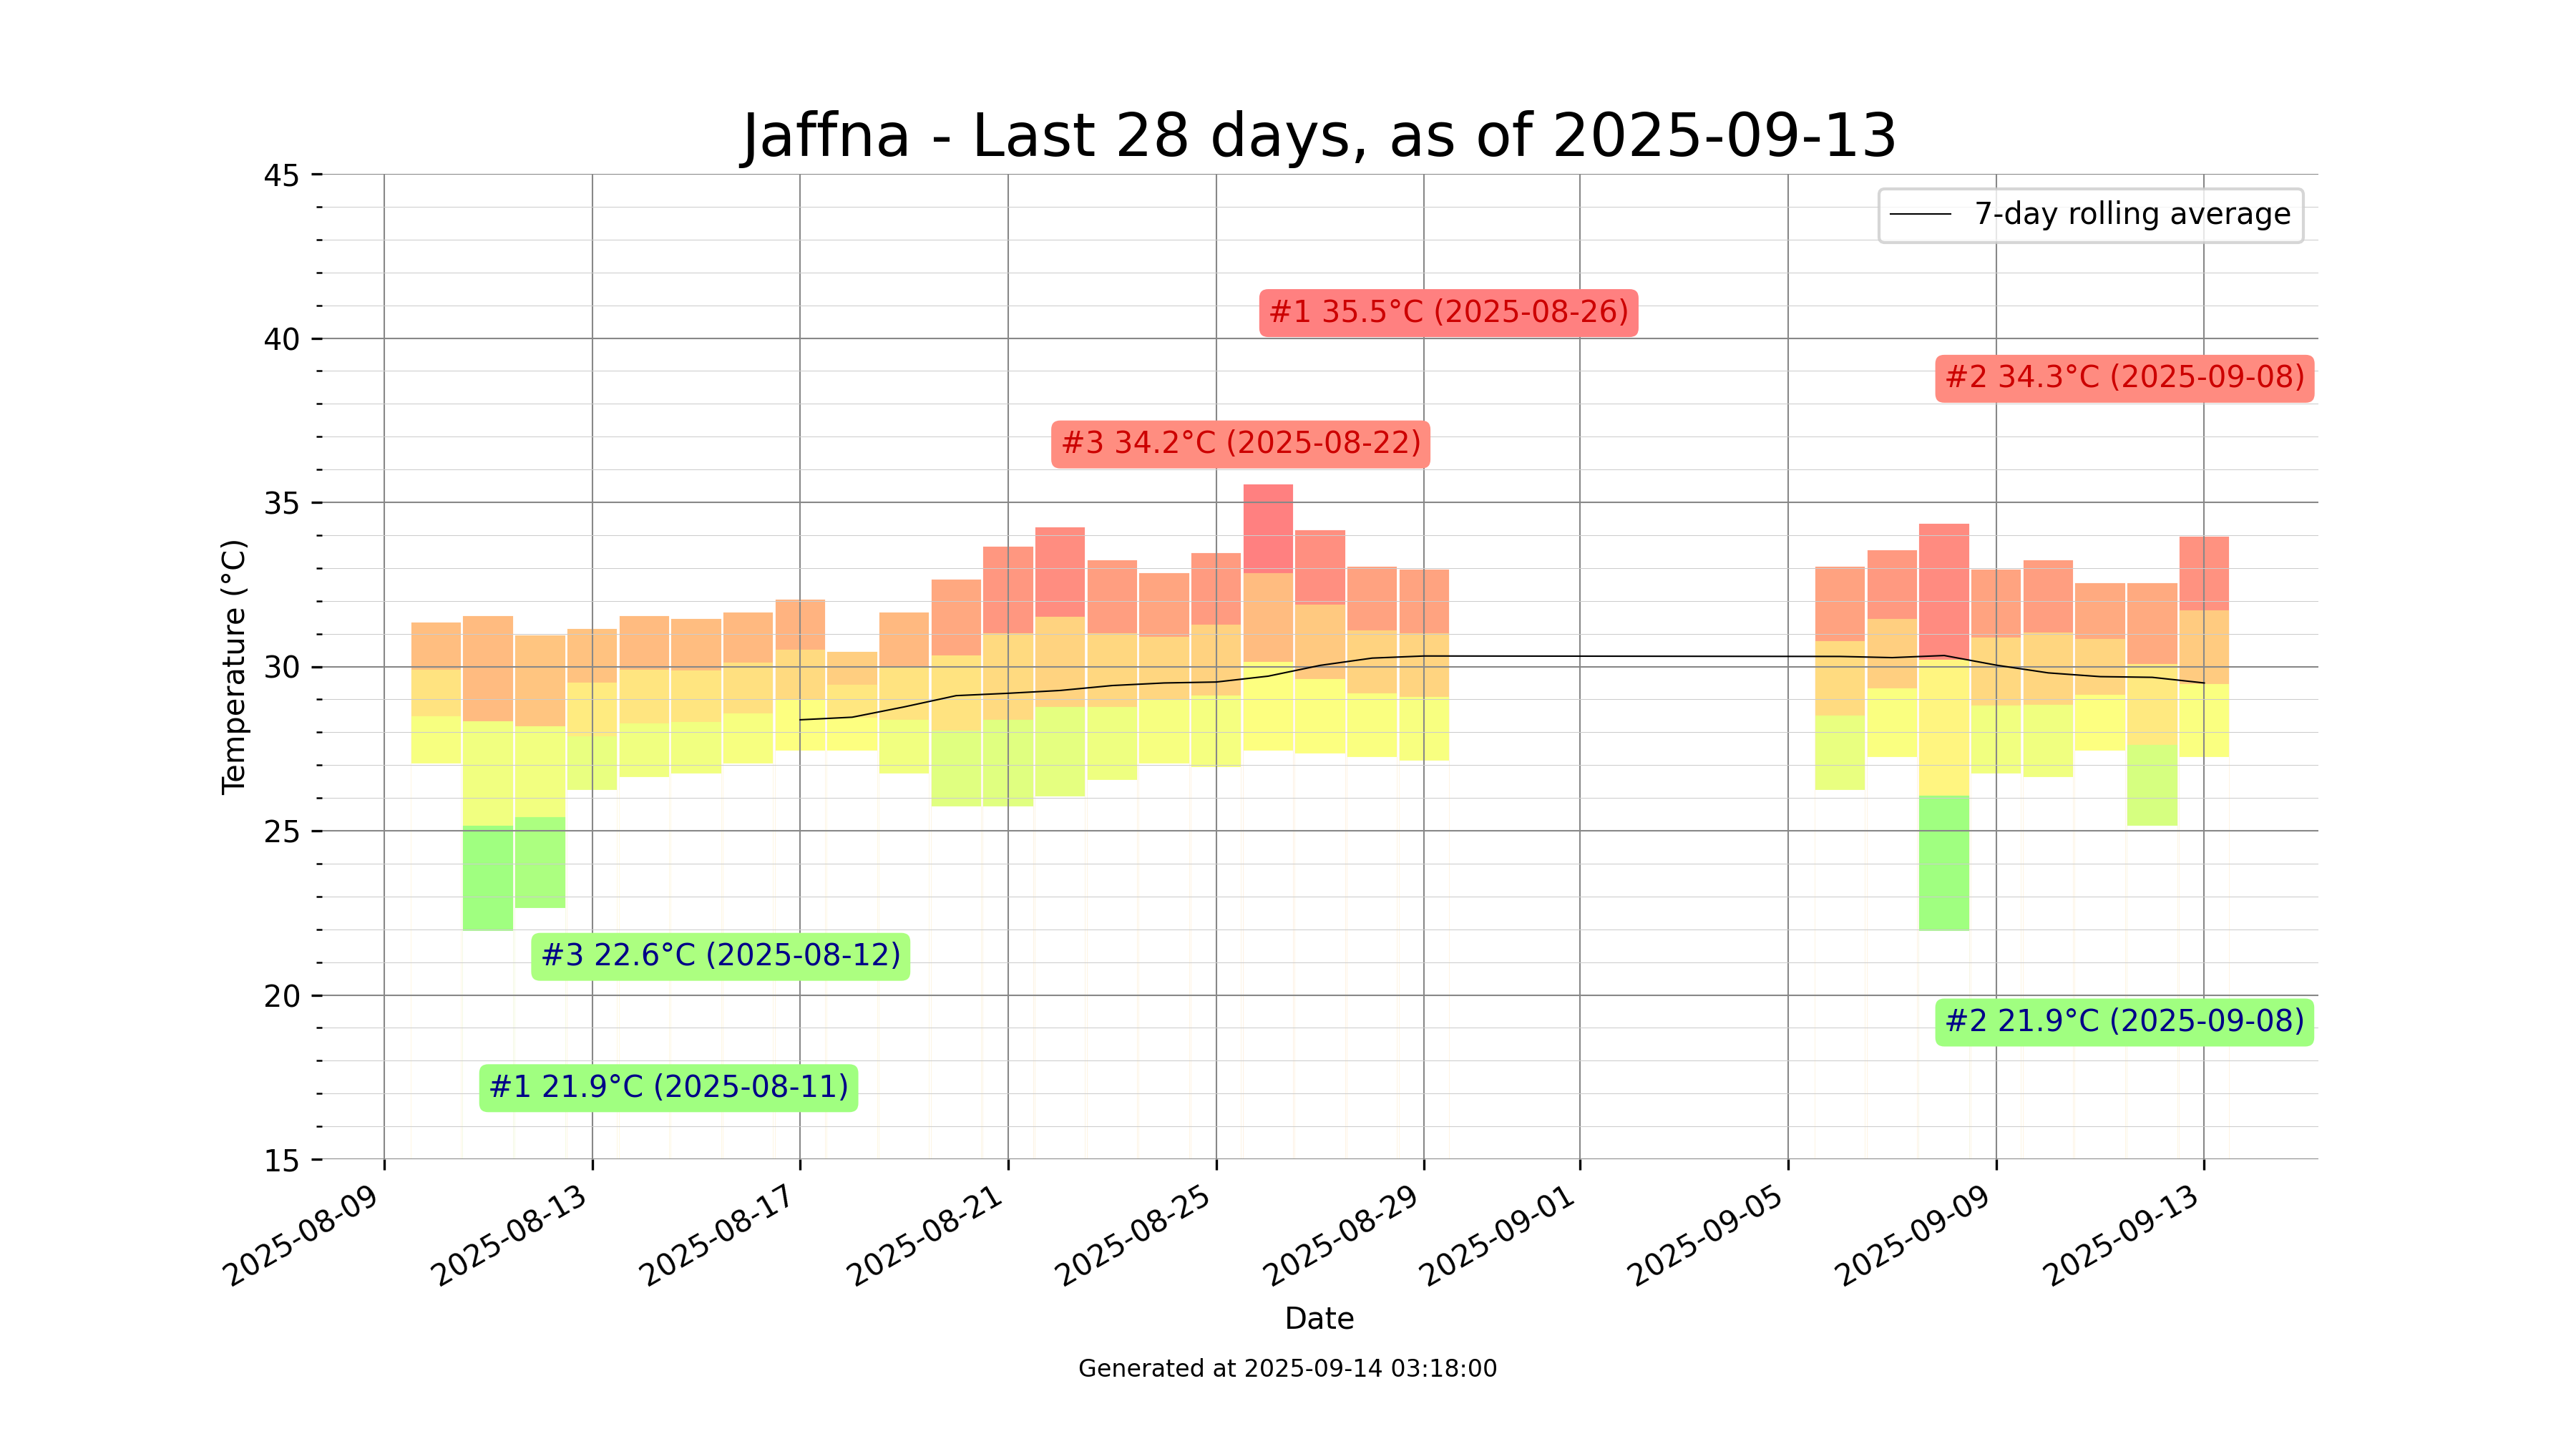 Jaffna - Last 28 days, as of 2025-09-13
45
7-day rolling average
#1 35.5°C (2025-08-26)
40
#2 34.3°C (2025-09-08)
#3 34.2°C (2025-08-22)
35
Temperature (°C)
30
25
#3 22.6°C (2025-08-12)
20
#2 21.9°C (2025-09-08)
#1 21.9°C (2025-08-11)
15
2025-08-09
2025-08-13
2025-08-17
2025-08-21
2025-08-25
2025-08-29
2025-09-01
2025-09-05
2025-09-09
2025-09-13
Date
Generated at 2025-09-14 03:18:00